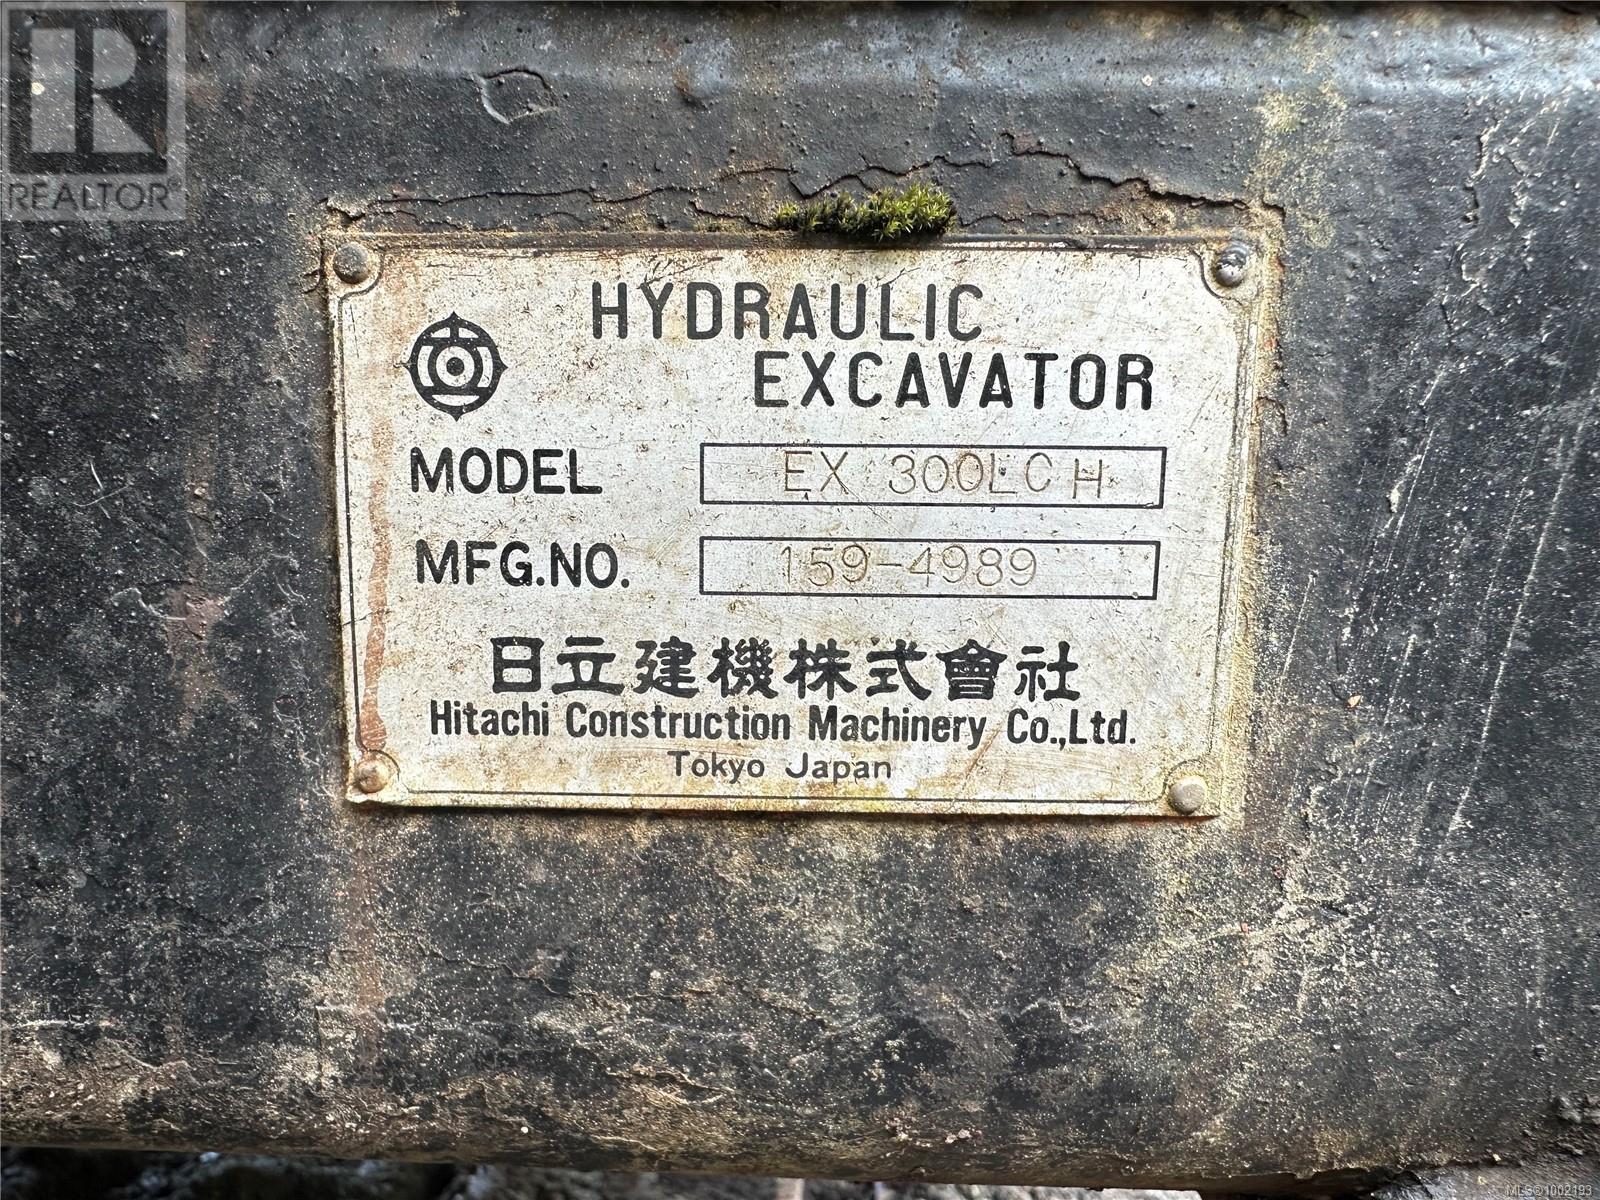 REALTOR®
HYDRAULIC
EXCAVATOR
MODEL EX 300LC H
MFG.NO. 159-4989
日立建機株式會社
Hitachi Construction Machinery Co.,Ltd.
Tokyo Japan
MLS®1002193